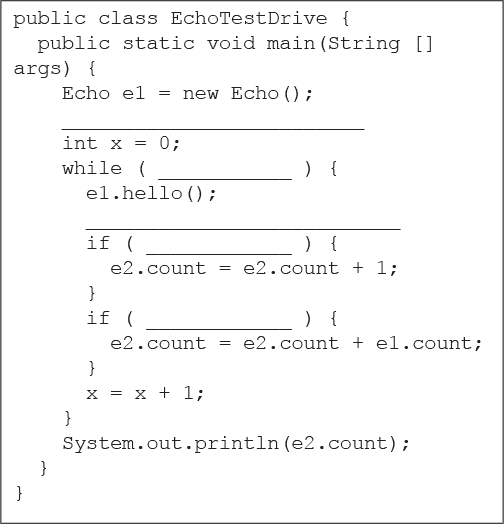 public class EchoTestDrive {
  public static void main(String []
args) {
    Echo e1 = new Echo();
    _________________________
    int x = 0;
    while ( ___________ ) {
      e1.hello();
      __________________________
      if ( ____________ ) {
        e2.count = e2.count + 1;
      }
      if ( ____________ ) {
        e2.count = e2.count + e1.count;
      }
      x = x + 1;
    }
    System.out.println(e2.count);
  }
}